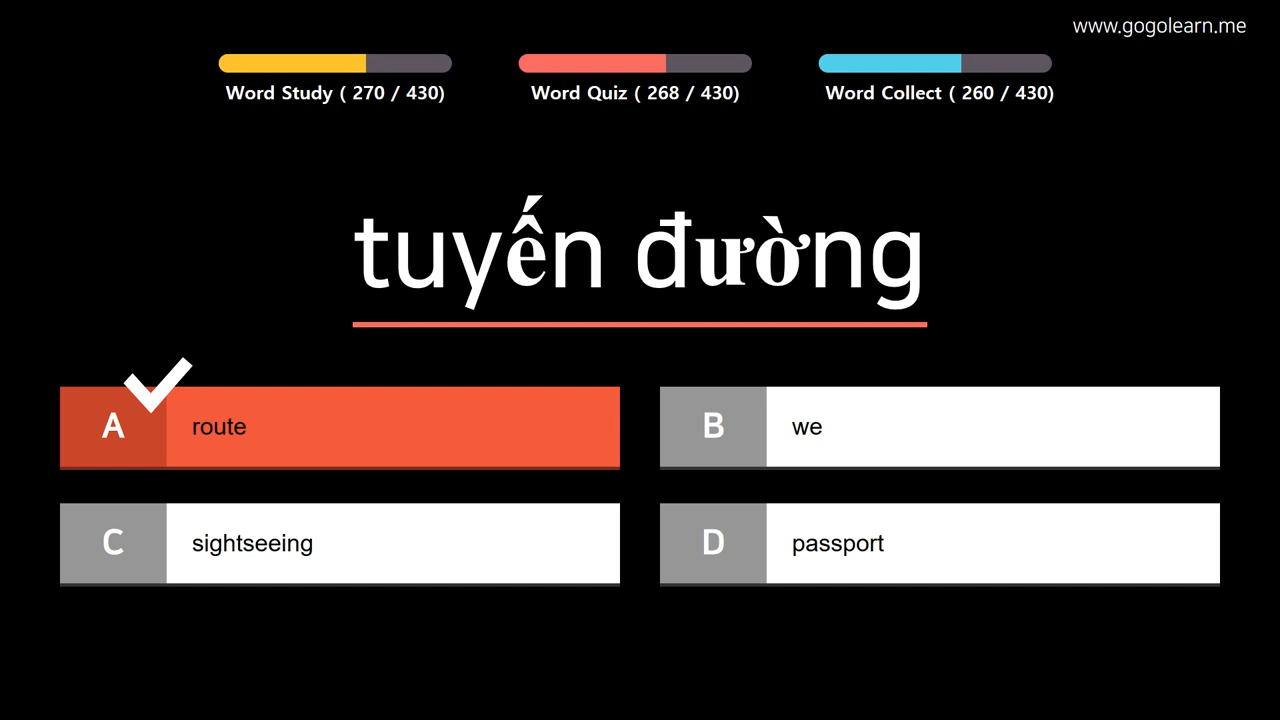 www.gogolearn.me
Word Study ( 270 / 430)
Word Quiz ( 268 / 430)
Word Collect ( 260 / 430)
tuyến đường
A route
B we
C sightseeing
D passport